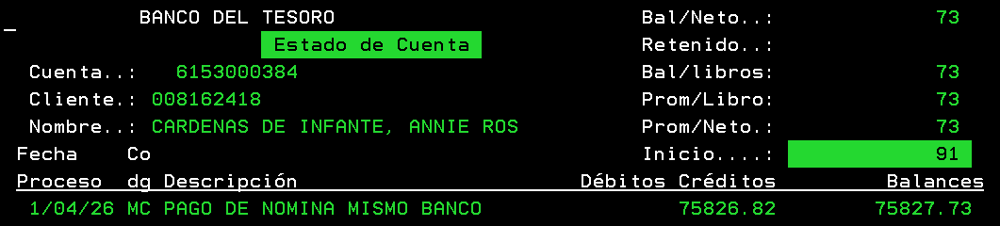 BANCO DEL TESORO Bal/Neto..: 73
Estado de Cuenta Retenido..:
Cuenta..: 6153000384 Bal/libros: 73
Cliente.: 008162418 Prom/Libro: 73
Nombre..: CARDENAS DE INFANTE, ANNIE ROS Prom/Neto.: 73
Fecha Co Inicio....: 91
Proceso dg Descripción Débitos Créditos Balances
1/04/26 MC PAGO DE NOMINA MISMO BANCO 75826.82 75827.73